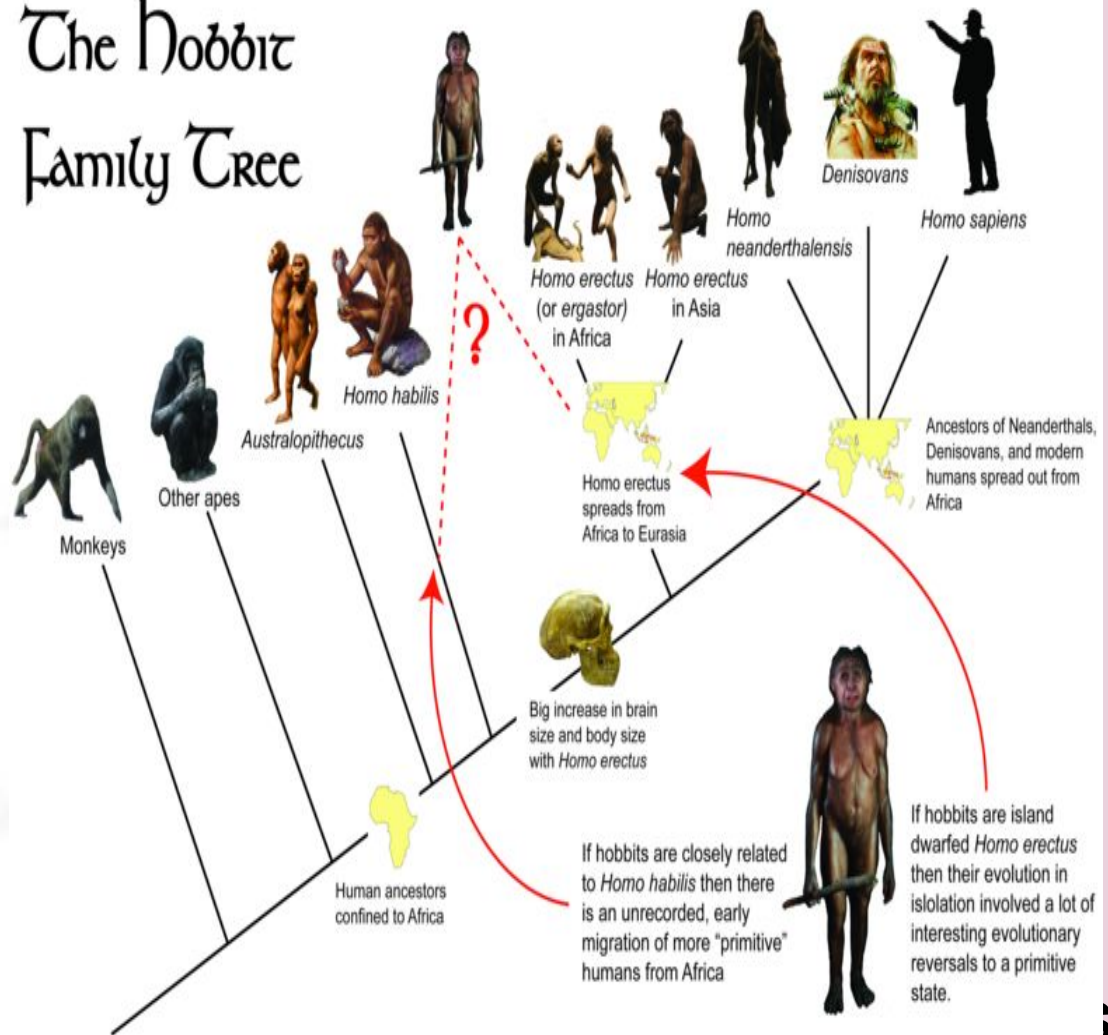 The Hobbit
Family Tree
Monkeys
Other apes
Australopithecus
Homo habilis
?
Homo erectus
(or ergastor)
in Africa
Homo erectus
in Asia
Homo
neanderthalensis
Denisovans
Homo sapiens
Homo erectus
spreads from
Africa to Eurasia
Ancestors of Neanderthals,
Denisovans, and modern
humans spread out from
Africa
Big increase in brain
size and body size
with Homo erectus
Human ancestors
confined to Africa
If hobbits are closely related
to Homo habilis then there
is an unrecorded, early
migration of more “primitive”
humans from Africa
If hobbits are island
dwarfed Homo erectus
then their evolution in
islolation involved a lot of
interesting evolutionary
reversals to a primitive
state.